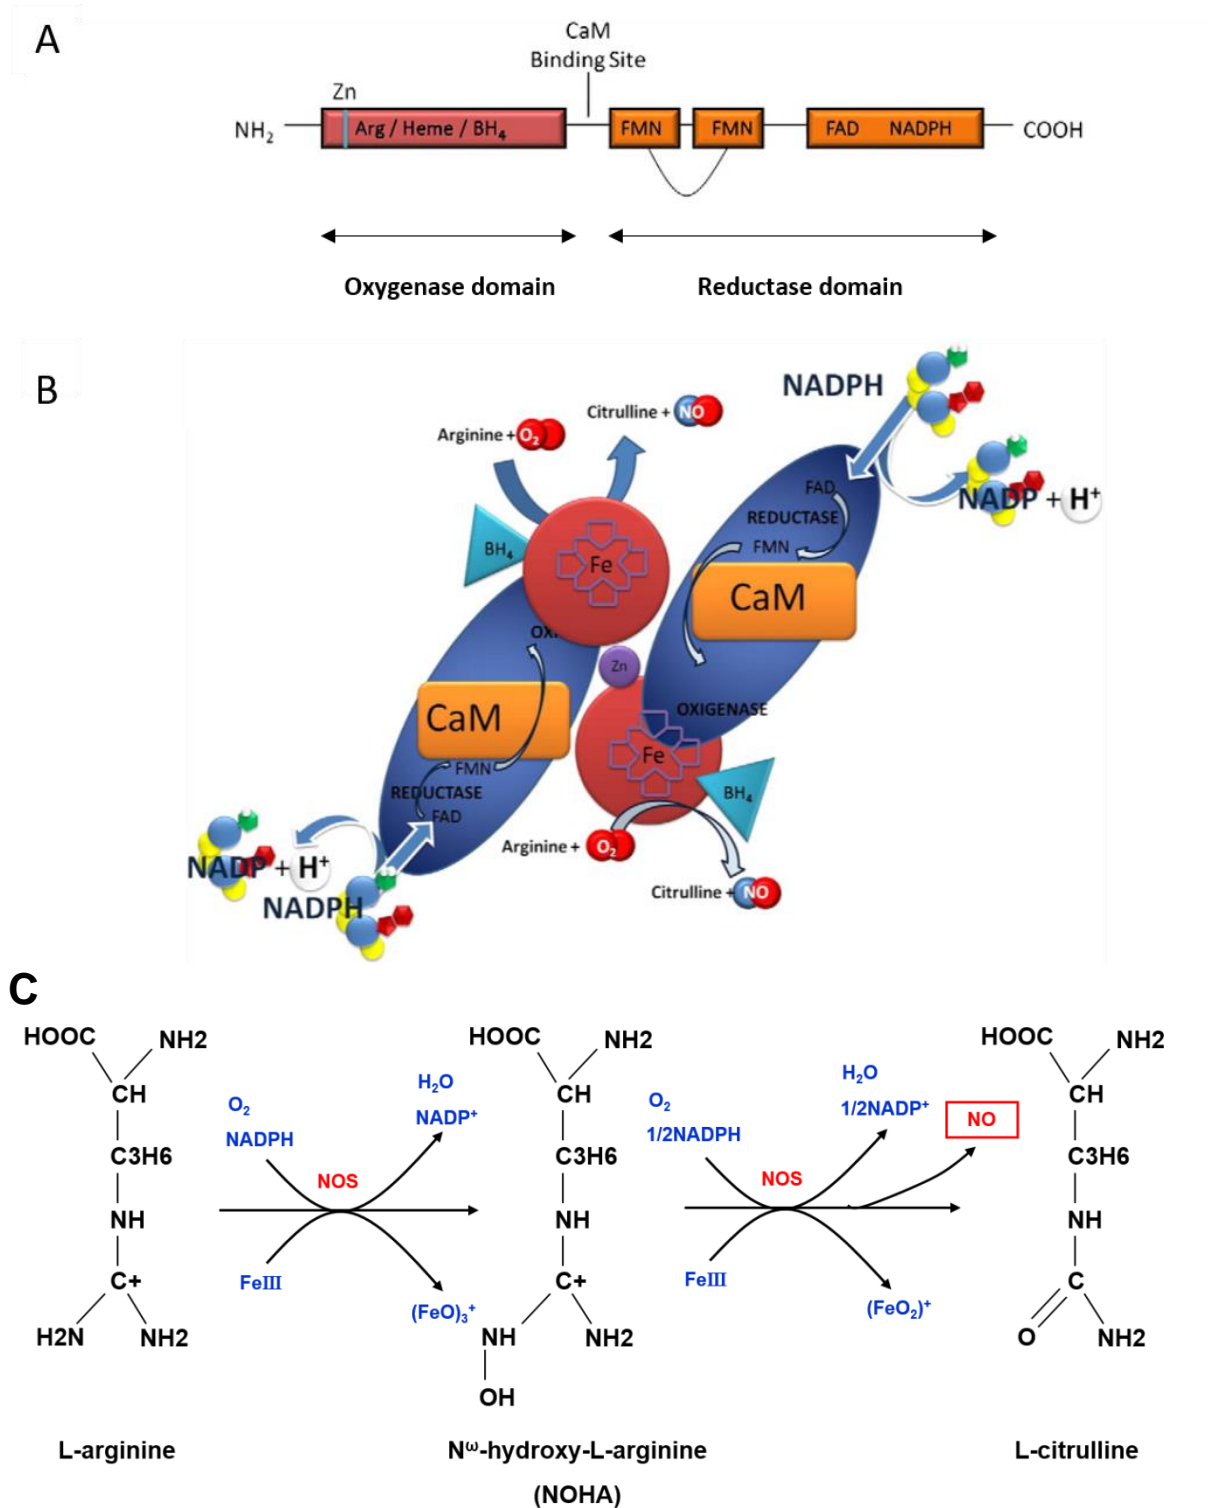 A
CaM
Binding Site
Zn
NH2
Arg / Heme / BH4
FMN
FMN
FAD NADPH
COOH
Oxygenase domain
Reductase domain
B
NADPH
Citrulline + NO
Arginine + O2
FAD
NADP + H+
REDUCTASE
FMN
BH4
Fe
CaM
OXI
Zn
CaM
OXIGENASE
Fe
FMN
REDUCTASE
BH4
FAD
Arginine + O2
NADP + H+
Citrulline + NO
NADPH
C
HOOC NH2
CH
C3H6
NH
C+
H2N NH2
O2
NADPH
H2O
NADP+
NOS
FeIII
(FeO)3+
HOOC NH2
CH
C3H6
NH
C+
NH NH2
OH
O2
1/2NADPH
H2O
1/2NADP+
NO
NOS
FeIII
(FeO2)+
HOOC NH2
CH
C3H6
NH
C
O NH2
L-arginine
Nω-hydroxy-L-arginine
(NOHA)
L-citrulline